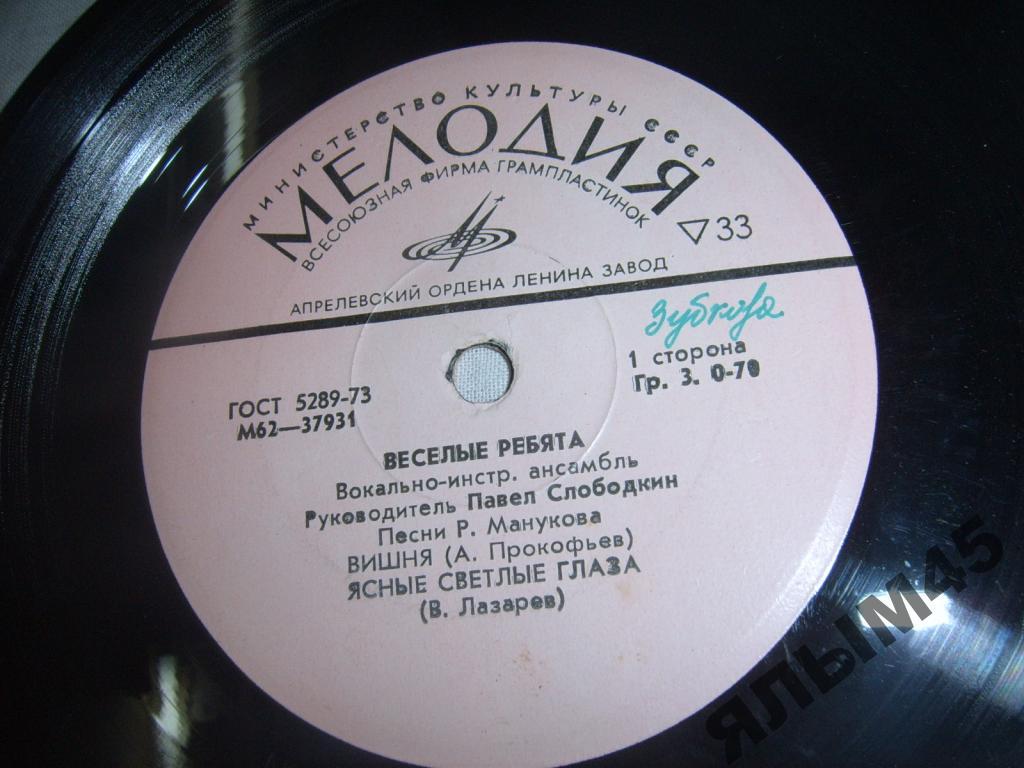 МИНИСТЕРСТВО КУЛЬТУРЫ СССР
МЕЛОДИЯ
ВСЕСОЮЗНАЯ ФИРМА ГРАМПЛАСТИНОК
33
АПРЕЛЕВСКИЙ ОРДЕНА ЛЕНИНА ЗАВОД
Зубкова
1 сторона
Гр. 3. 0-70
ГОСТ 5289-73
М62—37931
ВЕСЕЛЫЕ РЕБЯТА
Вокально-инстр. ансамбль
Руководитель Павел Слободкин
Песни Р. Манукова
ВИШНЯ (А. Прокофьев)
ЯСНЫЕ СВЕТЛЫЕ ГЛАЗА
(В. Лазарев)
ЯЛЫМ45